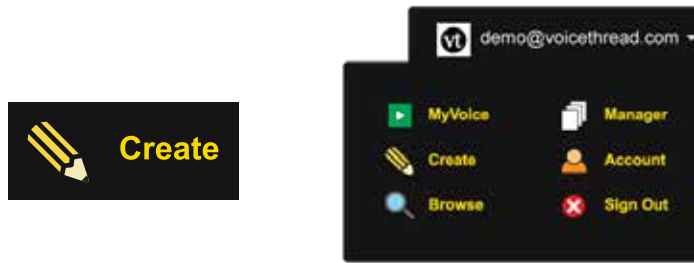 Create
vt demo@voicethread.com
MyVoice Manager
Create Account
Browse Sign Out